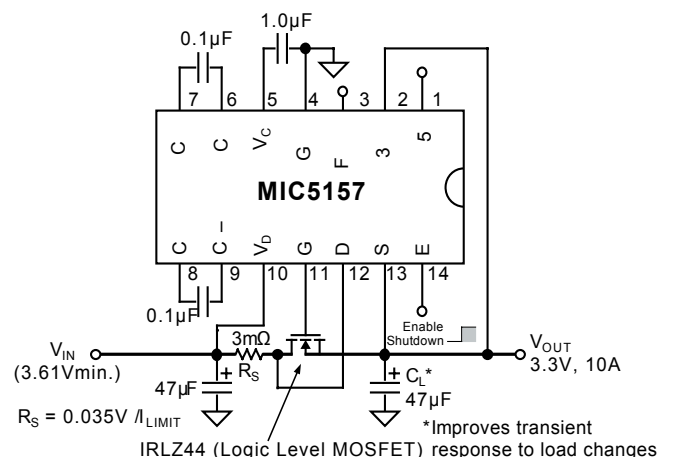 1.0µF
0.1µF
7 6 5 4 3 2 1
C C VC G F 3 5
MIC5157
C C– VD G D S E
8 9 10 11 12 13 14
0.1µF
Enable
Shutdown
VIN
(3.61Vmin.)
3mΩ
RS
VOUT
3.3V, 10A
47µF
+
+ CL*
47µF
RS = 0.035V /ILIMIT
*Improves transient
IRLZ44 (Logic Level MOSFET) response to load changes